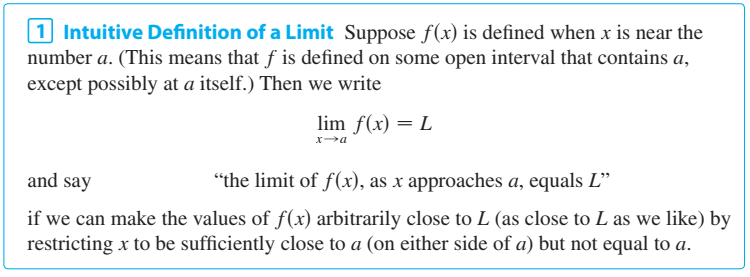 1 Intuitive Definition of a Limit Suppose f(x) is defined when x is near the
number a. (This means that f is defined on some open interval that contains a,
except possibly at a itself.) Then we write
lim f(x) = L
x→a
and say “the limit of f(x), as x approaches a, equals L”
if we can make the values of f(x) arbitrarily close to L (as close to L as we like) by
restricting x to be sufficiently close to a (on either side of a) but not equal to a.